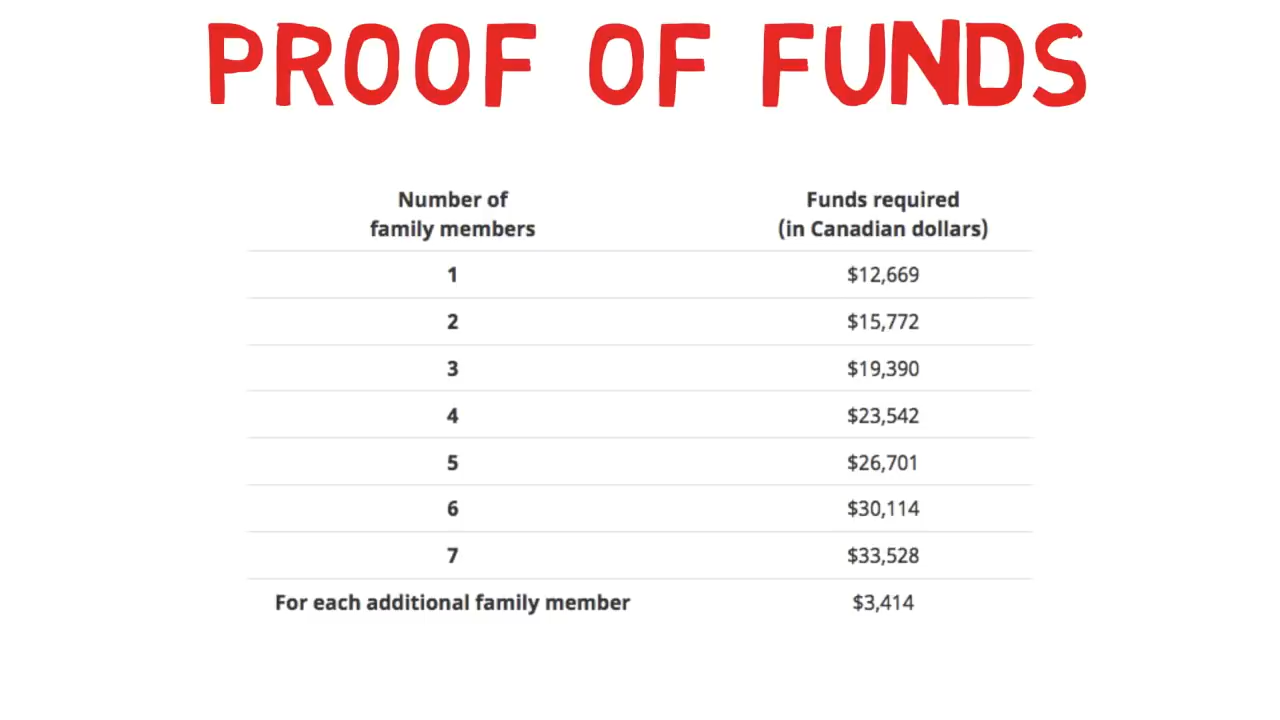 PROOF OF FUNDS
Number of family members Funds required (in Canadian dollars)
1 $12,669
2 $15,772
3 $19,390
4 $23,542
5 $26,701
6 $30,114
7 $33,528
For each additional family member $3,414